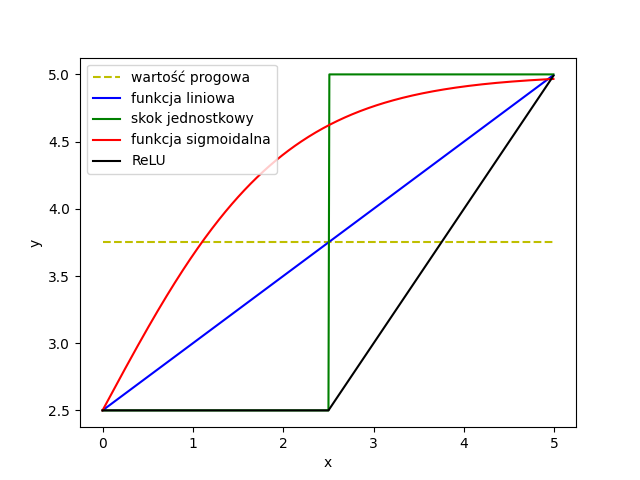 wartość progowa
funkcja liniowa
skok jednostkowy
funkcja sigmoidalna
ReLU
5.0
4.5
4.0
3.5
3.0
2.5
y
0 1 2 3 4 5
x